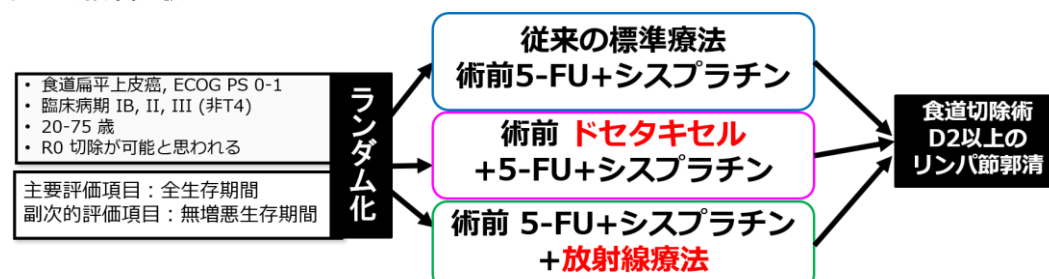 • 食道扁平上皮癌, ECOG PS 0-1
• 臨床病期 IB, II, III (非T4)
• 20-75 歳
• R0 切除が可能と思われる
主要評価項目：全生存期間
副次的評価項目：無増悪生存期間
ランダム化
従来の標準療法
術前5-FU+シスプラチン
術前 ドセタキセル
+5-FU+シスプラチン
術前 5-FU+シスプラチン
+放射線療法
食道切除術
D2以上の
リンパ節郭清